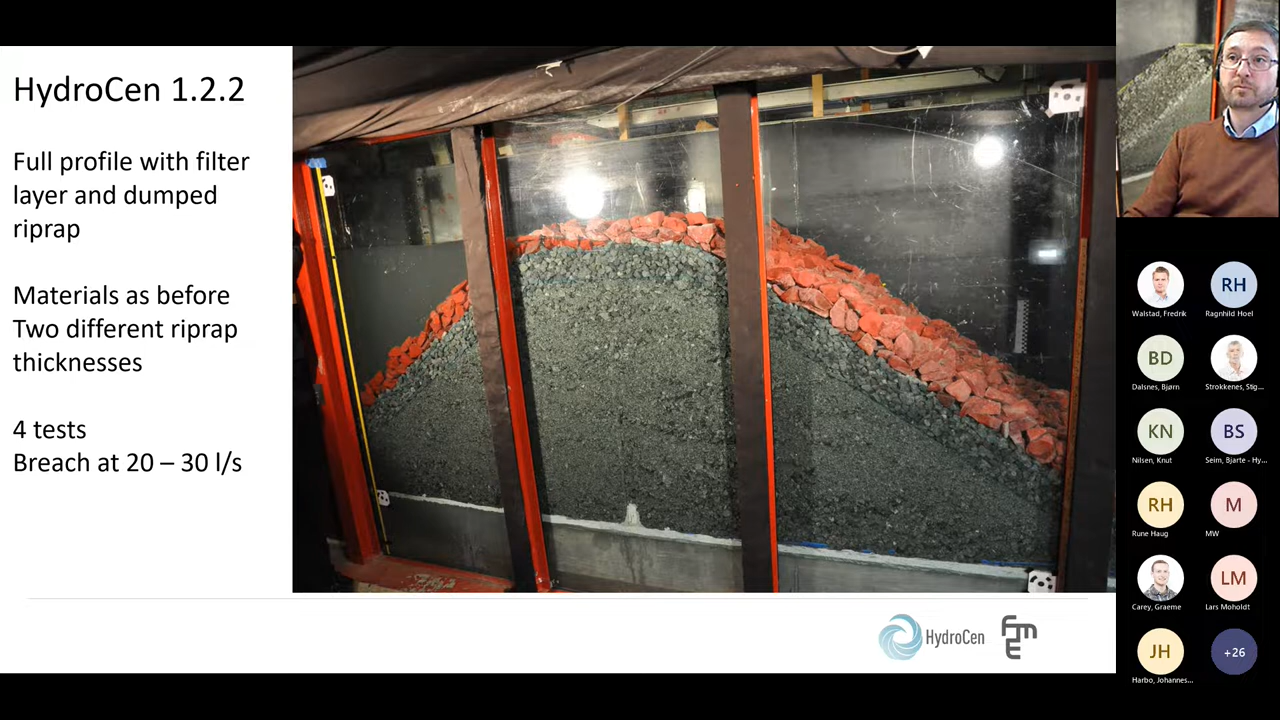 HydroCen 1.2.2
Full profile with filter
layer and dumped
riprap
Materials as before
Two different riprap
thicknesses
4 tests
Breach at 20 – 30 l/s
HydroCen
FME
RH
Walstad, Fredrik
Ragnhild Hoel
BD
Dalsnes, Bjørn
Strokkenes, Stig...
KN
BS
Nilsen, Knut
Seim, Bjarte - Hy...
RH
M
Rune Haug
MW
LM
Carey, Graeme
Lars Moholdt
JH
+26
Harbo, Johannes...